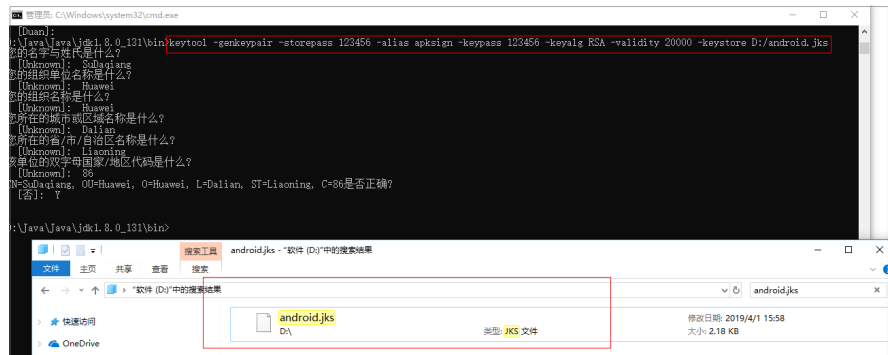 管理员: C:\Windows\system32\cmd.exe
[Duan]:
:\Java\Java\jdk1.8.0_131\bin>keytool -genkeypair -storepass 123456 -alias apksign -keypass 123456 -keyalg RSA -validity 20000 -keystore D:/android.jks
您的名字与姓氏是什么?
[Unknown]: SuDaqiang
您的组织单位名称是什么?
[Unknown]: Huawei
您的组织名称是什么?
[Unknown]: Huawei
您所在的城市或区域名称是什么?
[Unknown]: Dalian
您所在的省/市/自治区名称是什么?
[Unknown]: Liaoning
该单位的双字母国家/地区代码是什么?
[Unknown]: 86
N=SuDaqiang, OU=Huawei, O=Huawei, L=Dalian, ST=Liaoning, C=86是否正确?
[否]: Y
:\Java\Java\jdk1.8.0_131\bin>
搜索工具 android.jks - "软件 (D:)"中的搜索结果
文件 主页 共享 查看 搜索
"软件 (D:)"中的搜索结果 android.jks
快速访问 android.jks 修改日期: 2019/4/1 15:58
D:\ 类型: JKS 文件 大小: 2.18 KB
OneDrive